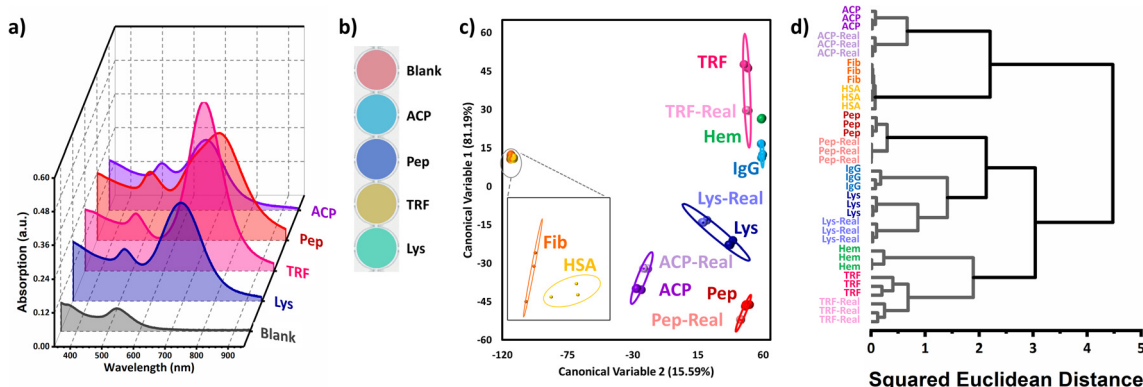 a)
Absorption (a.u.)
0.60
0.48
0.36
0.24
0.12
0.00
400 500 600 700 800 900
Wavelength (nm)
ACP
Pep
TRF
Lys
Blank
b)
Blank
ACP
Pep
TRF
Lys
c)
Canonical Variable 1 (81.19%)
60
45
30
15
0
-15
-30
-45
-60
-120 -75 -30 15 60
Canonical Variable 2 (15.59%)
TRF
TRF-Real
Hem
IgG
Lys-Real
Lys
ACP-Real
ACP
Pep
Pep-Real
Fib
HSA
d)
ACP
ACP
ACP
ACP-Real
ACP-Real
ACP-Real
Fib
Fib
Fib
HSA
HSA
HSA
Pep
Pep
Pep
Pep-Real
Pep-Real
Pep-Real
IgG
IgG
IgG
Lys
Lys
Lys
Lys-Real
Lys-Real
Lys-Real
Hem
Hem
Hem
TRF
TRF
TRF
TRF-Real
TRF-Real
TRF-Real
0 1 2 3 4 5
Squared Euclidean Distance